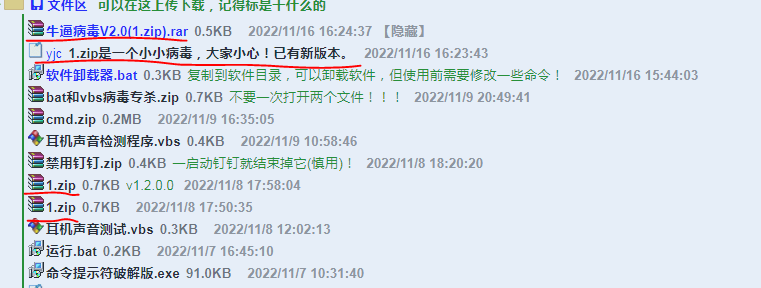 文件区 可以在这上传下载，记得标是干什么的
牛逼病毒V2.0(1.zip).rar 0.5KB 2022/11/16 16:24:37 【隐藏】
yjc 1.zip是一个小小病毒，大家小心！已有新版本。 2022/11/16 16:23:43
软件卸载器.bat 0.3KB 复制到软件目录，可以卸载软件，但使用前需要修改一些命令！ 2022/11/16 15:44:03
bat和vbs病毒专杀.zip 0.7KB 不要一次打开两个文件！！！ 2022/11/9 20:49:41
cmd.zip 0.2MB 2022/11/9 16:35:05
耳机声音检测程序.vbs 0.4KB 2022/11/9 10:58:46
禁用钉钉.zip 0.4KB 一启动钉钉就结束掉它(慎用)！ 2022/11/8 18:20:20
1.zip 0.7KB v1.2.0.0 2022/11/8 17:58:04
1.zip 0.7KB 2022/11/8 17:50:35
耳机声音测试.vbs 0.3KB 2022/11/8 12:02:13
运行.bat 0.2KB 2022/11/7 16:45:10
命令提示符破解版.exe 91.0KB 2022/11/7 10:31:40